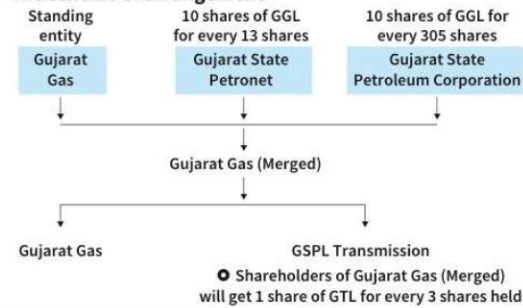 Standing
entity
10 shares of GGL
for every 13 shares
10 shares of GGL for
every 305 shares
Gujarat
Gas
Gujarat State
Petronet
Gujarat State
Petroleum Corporation
Gujarat Gas (Merged)
Gujarat Gas
GSPL Transmission
Shareholders of Gujarat Gas (Merged)
will get 1 share of GTL for every 3 shares held